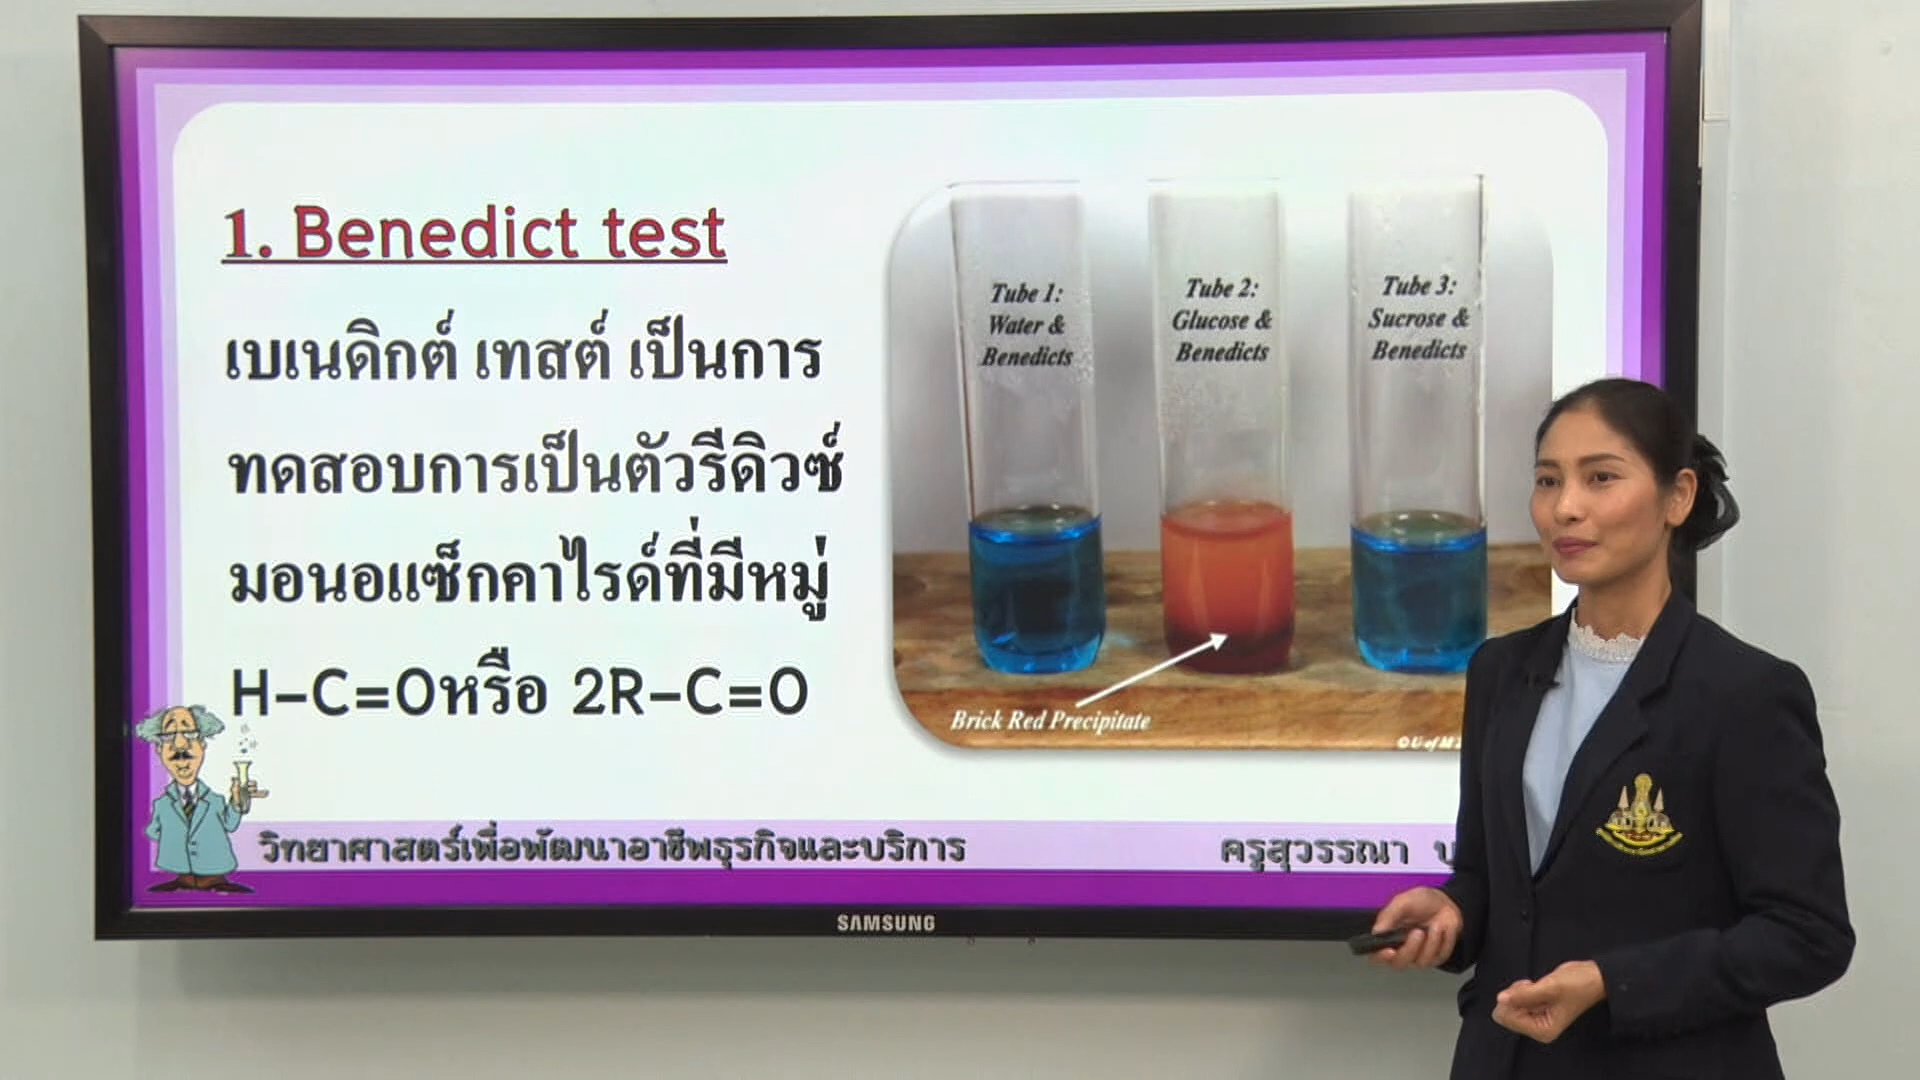 1. Benedict test
เบเนดิกต์ เทสต์ เป็นการ
ทดสอบการเป็นตัวรีดิวซ์
มอนอแซ็กคาไรด์ที่มีหมู่
H-C=Oหรือ 2R-C=O
Tube 1:
Water &
Benedicts
Tube 2:
Glucose &
Benedicts
Tube 3:
Sucrose &
Benedicts
Brick Red Precipitate
© U of M
วิทยาศาสตร์เพื่อพัฒนาอาชีพธุรกิจและบริการ
ครูสุวรรณา
SAMSUNG